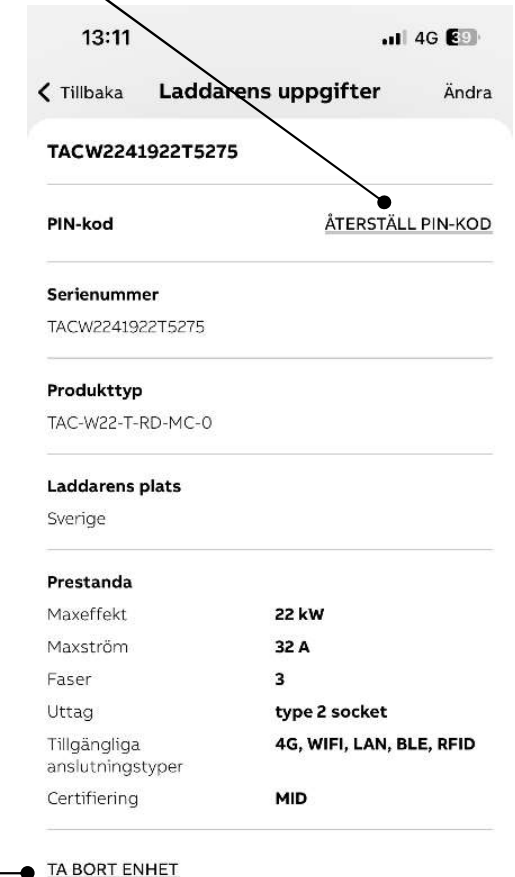 13:11 4G 39
Tillbaka Laddarens uppgifter Ändra
TACW2241922T5275
PIN-kod ÅTERSTÄLL PIN-KOD
Serienummer
TACW2241922T5275
Produkttyp
TAC-W22-T-RD-MC-0
Laddarens plats
Sverige
Prestanda
Maxeffekt 22 kW
Maxström 32 A
Faser 3
Uttag type 2 socket
Tillgängliga 4G, WIFI, LAN, BLE, RFID
anslutningstyper
Certifiering MID
TA BORT ENHET